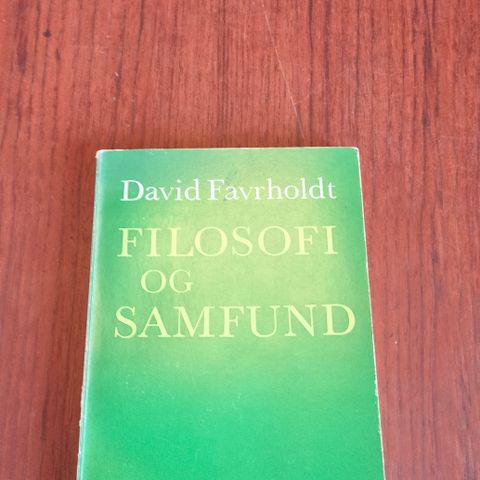 David Favrholdt
FILOSOFI
OG
SAMFUND